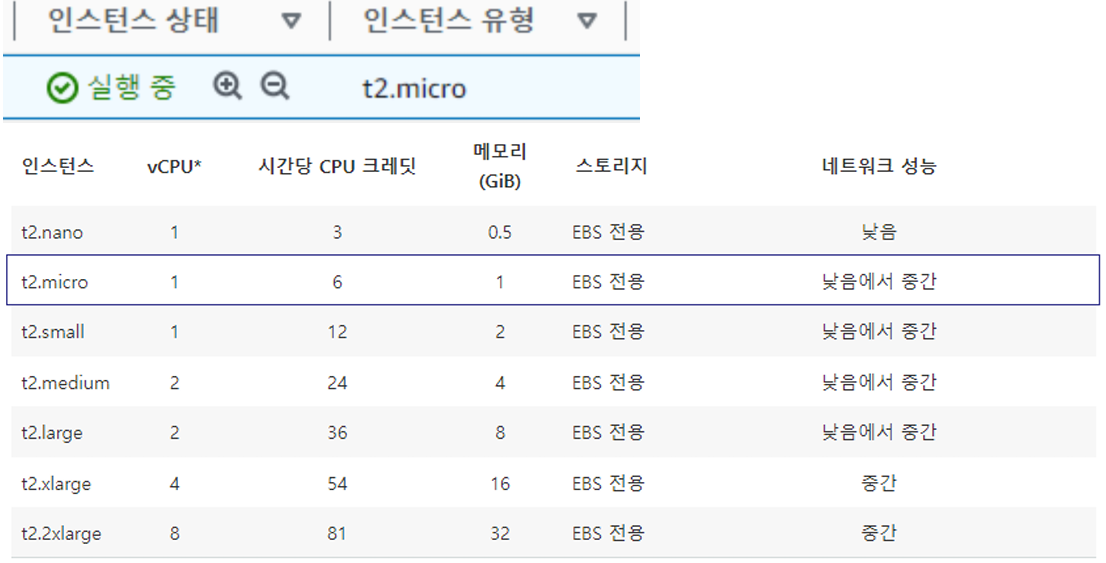 인스턴스 상태 인스턴스 유형
실행 중 t2.micro
인스턴스 vCPU* 시간당 CPU 크레딧 메모리 (GiB) 스토리지 네트워크 성능
t2.nano 1 3 0.5 EBS 전용 낮음
t2.micro 1 6 1 EBS 전용 낮음에서 중간
t2.small 1 12 2 EBS 전용 낮음에서 중간
t2.medium 2 24 4 EBS 전용 낮음에서 중간
t2.large 2 36 8 EBS 전용 낮음에서 중간
t2.xlarge 4 54 16 EBS 전용 중간
t2.2xlarge 8 81 32 EBS 전용 중간